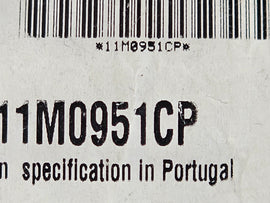 *11M0951CP*
11M0951CP
n specification in Portugal